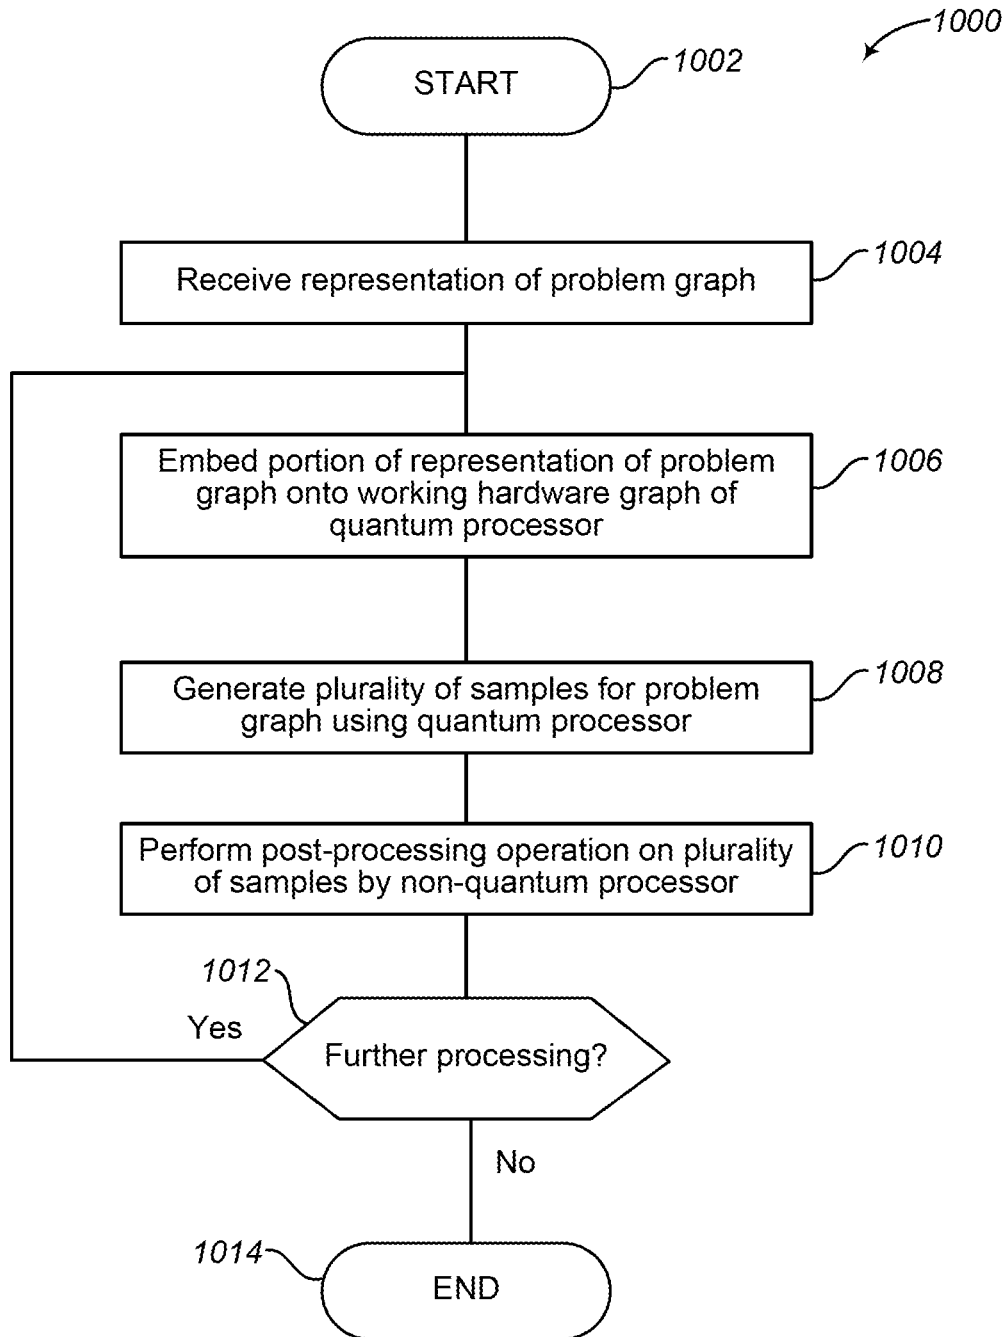 1000
START
1002
Receive representation of problem graph
1004
Embed portion of representation of problem
graph onto working hardware graph of
quantum processor
1006
Generate plurality of samples for problem
graph using quantum processor
1008
Perform post-processing operation on plurality
of samples by non-quantum processor
1010
1012
Yes
Further processing?
No
1014
END